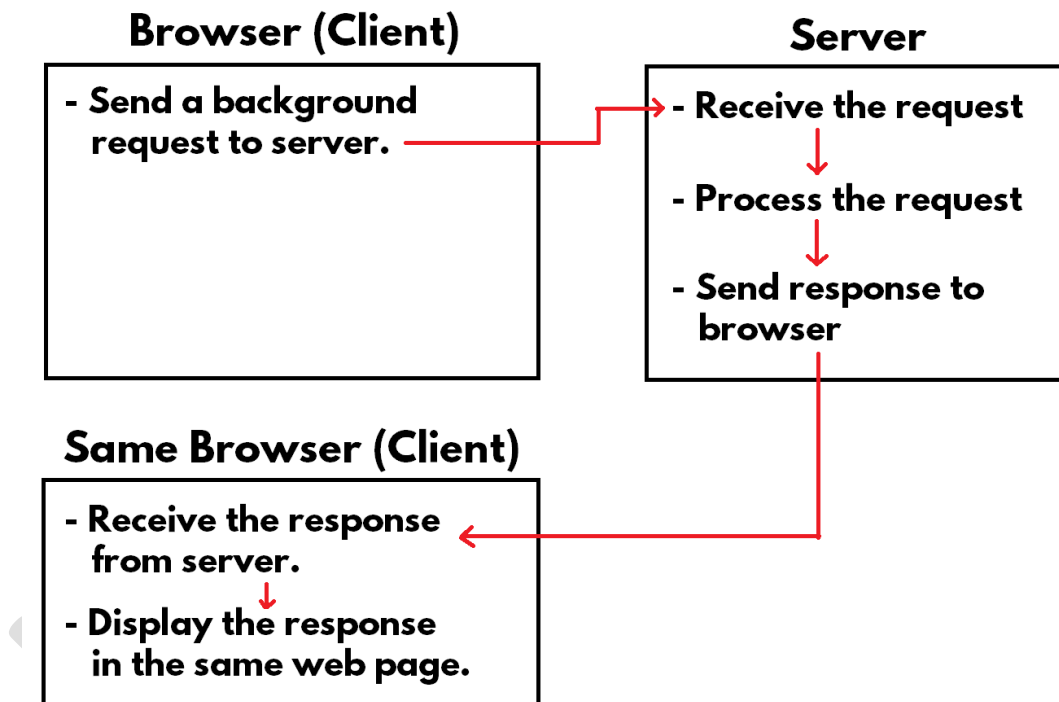 Browser (Client)
- Send a background
request to server.
Server
- Receive the request
- Process the request
- Send response to
browser
Same Browser (Client)
- Receive the response
from server.
- Display the response
in the same web page.